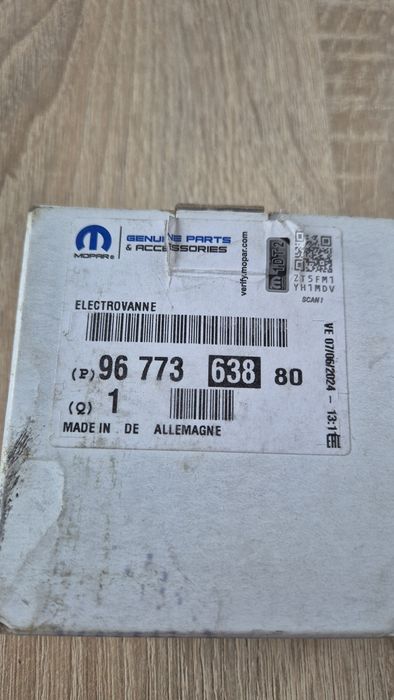 MOPAR®
GENUINE PARTS
& ACCESSORIES
verify.mopar.com
ZT5FM1
YH1MDV
SCAN!
ELECTROVANNE
(P) 96 773 638 80
(Q) 1
MADE IN DE ALLEMAGNE
VE 07/06/2024 - 13:1